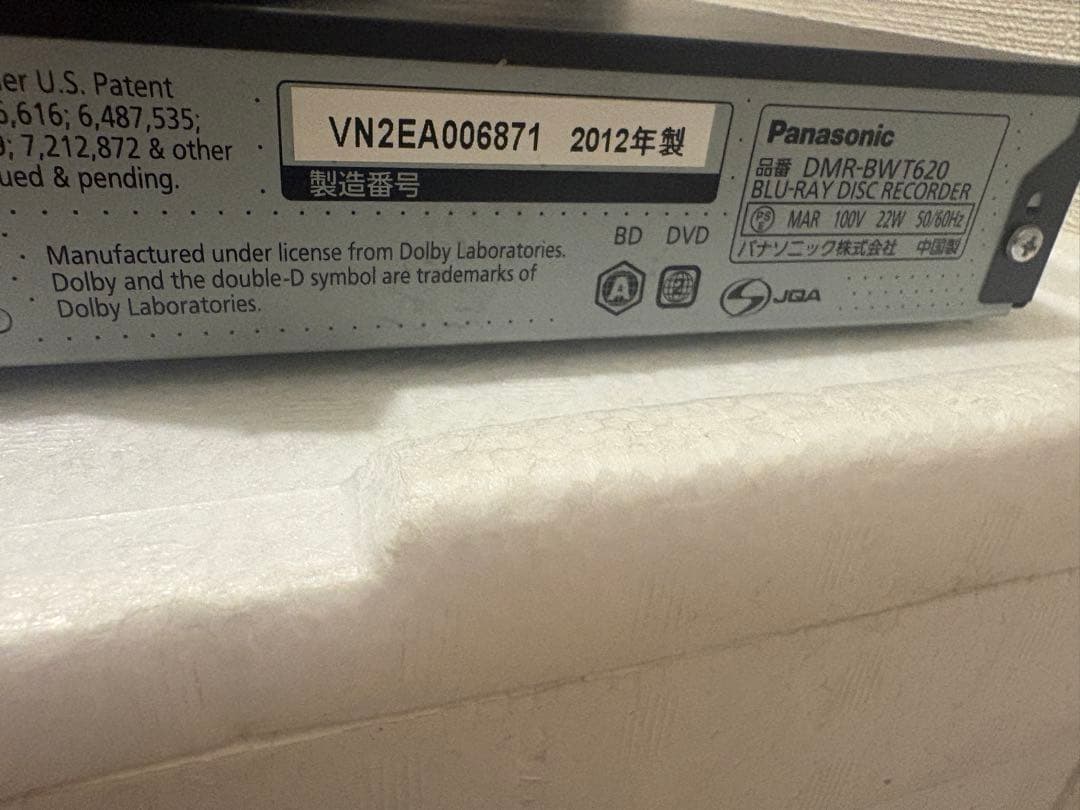 er U.S. Patent
5,616; 6,487,535;
; 7,212,872 & other
ued & pending.
VN2EA006871 2012年製
製造番号
Manufactured under license from Dolby Laboratories.
Dolby and the double-D symbol are trademarks of
Dolby Laboratories.
BD DVD
A 2
JQA
Panasonic
品番 DMR-BWT620
BLU-RAY DISC RECORDER
PS E MAR 100V 22W 50/60Hz
パナソニック株式会社 中国製